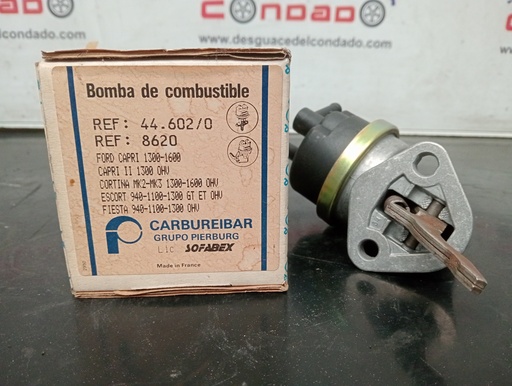 CONDADO
www.desguacedelcondado.com
Bomba de combustible
REF: 44.602/0
REF: 8620
FORD CAPRI 1300-1600
CAPRI II 1300 OHV
CORTINA MK2-MK3 1300-1600 OHV
ESCORT 940-1100-1300 GT ET OHV
FIESTA 940-1100-1300 OHV
CARBUREIBAR
GRUPO PIERBURG
LIC SOFABEX
Made in France